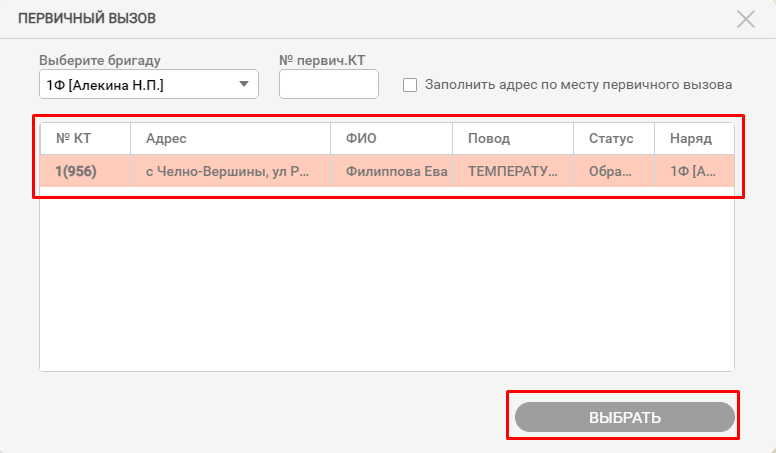 ПЕРВИЧНЫЙ ВЫЗОВ
Выберите бригаду
№ первич.КТ
1Ф [Алекина Н.П.]
Заполнить адрес по месту первичного вызова
№ КТ Адрес ФИО Повод Статус Наряд
1(956) с Челно-Вершины, ул Р... Филиппова Ева ТЕМПЕРАТУ... Обра... 1Ф [А...
ВЫБРАТЬ